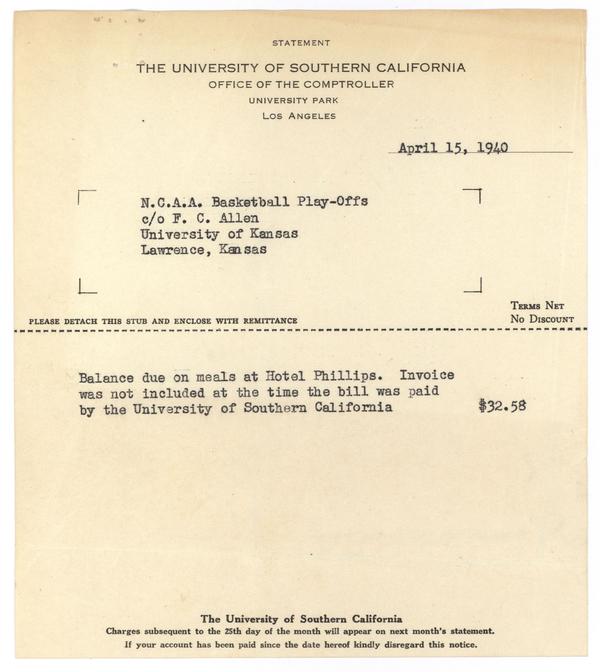 STATEMENT
THE UNIVERSITY OF SOUTHERN CALIFORNIA
OFFICE OF THE COMPTROLLER
UNIVERSITY PARK
LOS ANGELES
April 15, 1940
N.C.A.A. Basketball Play-Offs
c/o F. C. Allen
University of Kansas
Lawrence, Kansas
TERMS NET
NO DISCOUNT
PLEASE DETACH THIS STUB AND ENCLOSE WITH REMITTANCE
Balance due on meals at Hotel Phillips. Invoice
was not included at the time the bill was paid
by the University of Southern California $32.58
The University of Southern California
Charges subsequent to the 25th day of the month will appear on next month's statement.
If your account has been paid since the date hereof kindly disregard this notice.